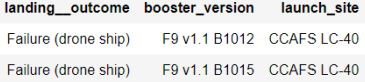 landing__outcome booster_version launch_site
Failure (drone ship) F9 v1.1 B1012 CCAFS LC-40
Failure (drone ship) F9 v1.1 B1015 CCAFS LC-40